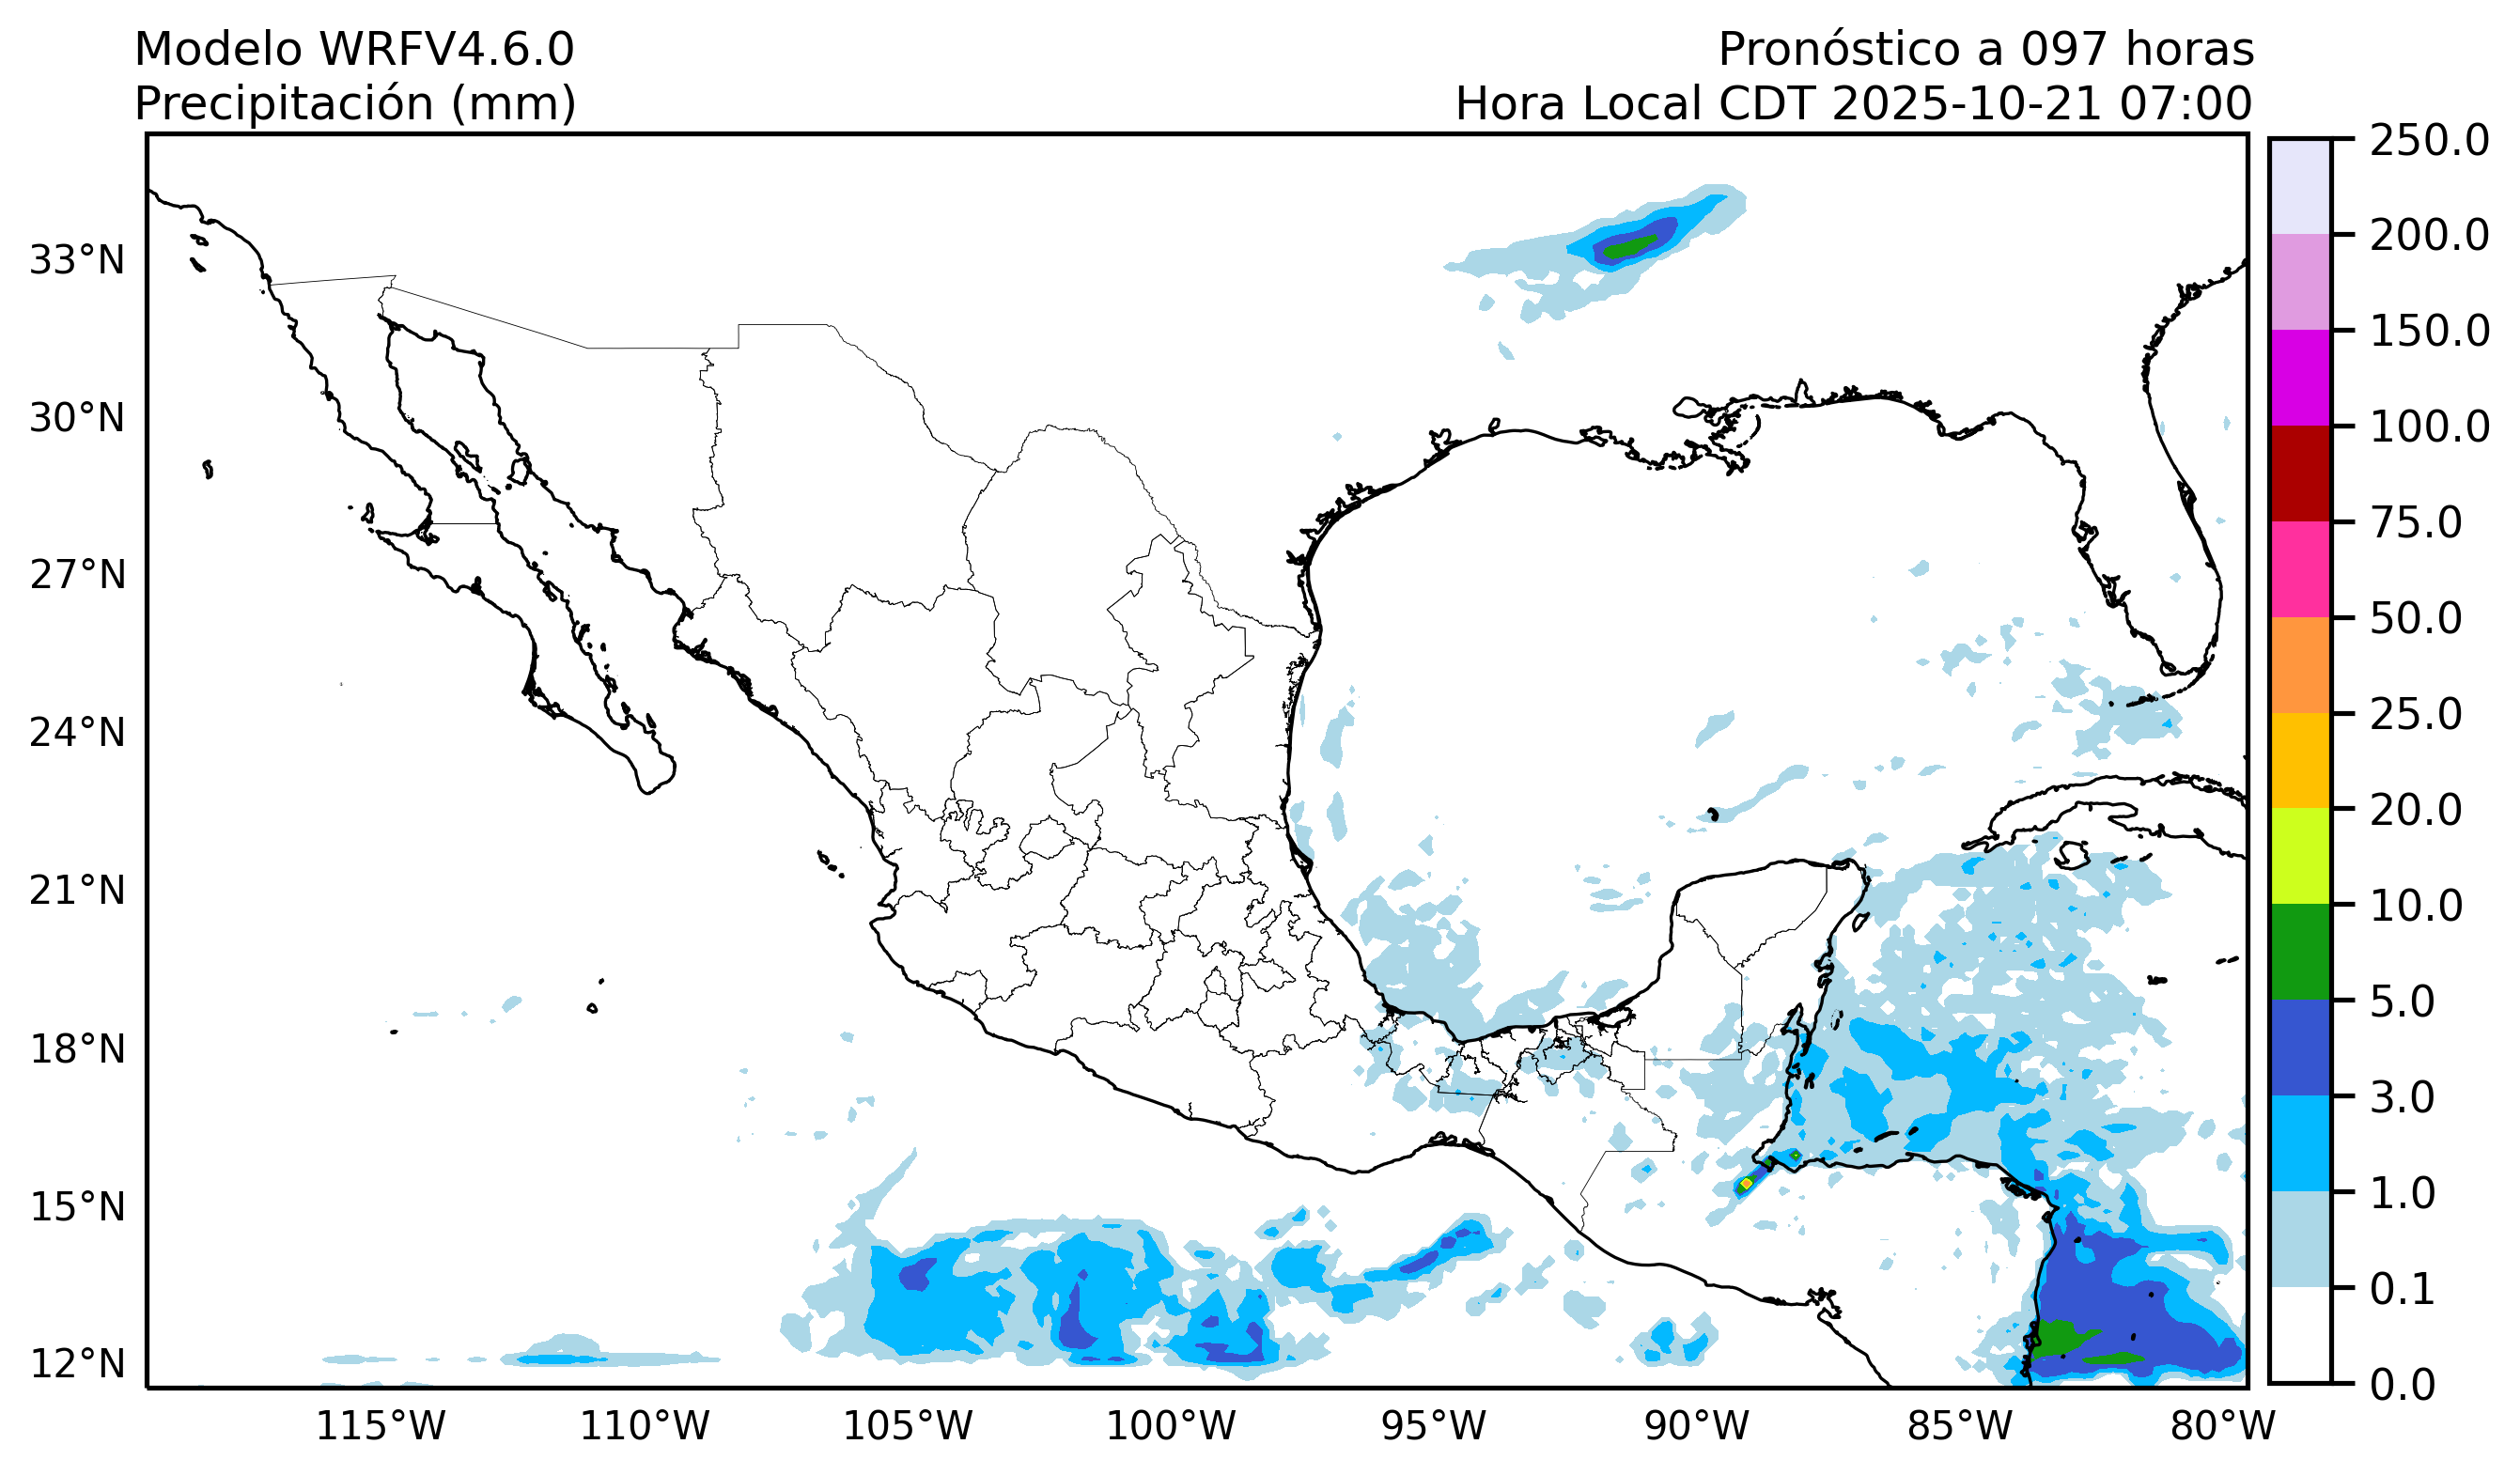 Modelo WRFV4.6.0
Precipitación (mm)
Pronóstico a 097 horas
Hora Local CDT 2025-10-21 07:00
33°N
30°N
27°N
24°N
21°N
18°N
15°N
12°N
115°W
110°W
105°W
100°W
95°W
90°W
85°W
80°W
250.0
200.0
150.0
100.0
75.0
50.0
25.0
20.0
10.0
5.0
3.0
1.0
0.1
0.0